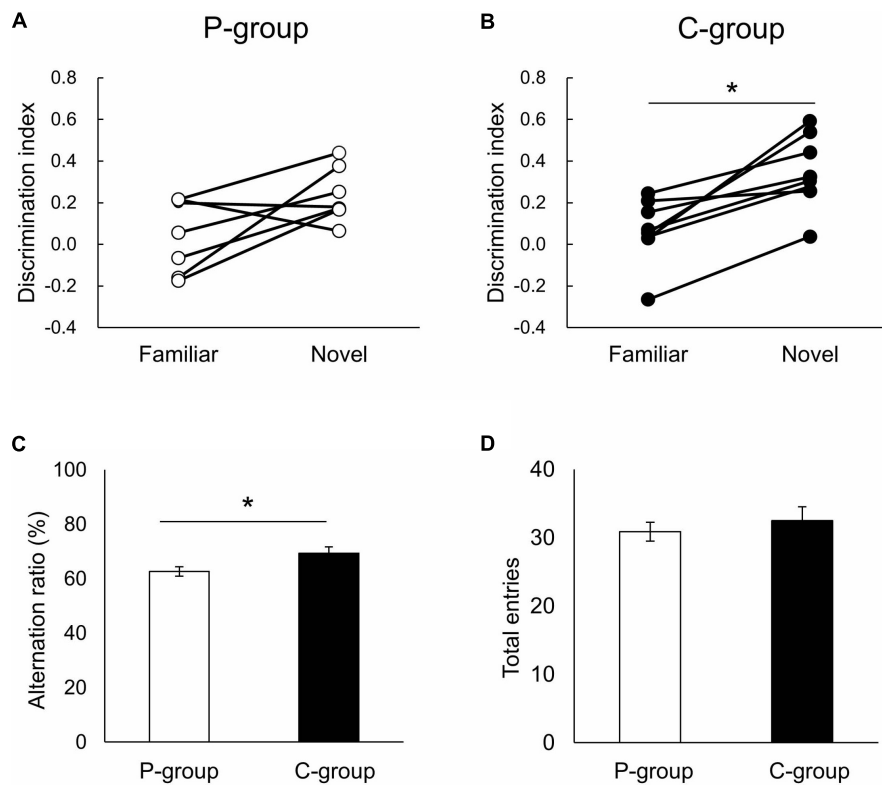 A
P-group
Discrimination index
0.8
0.6
0.4
0.2
0.0
-0.2
-0.4
Familiar
Novel
B
C-group
Discrimination index
0.8
0.6
0.4
0.2
0.0
-0.2
-0.4
*
Familiar
Novel
C
Alternation ratio (%)
100
80
60
40
20
0
*
P-group
C-group
D
Total entries
40
30
20
10
0
P-group
C-group